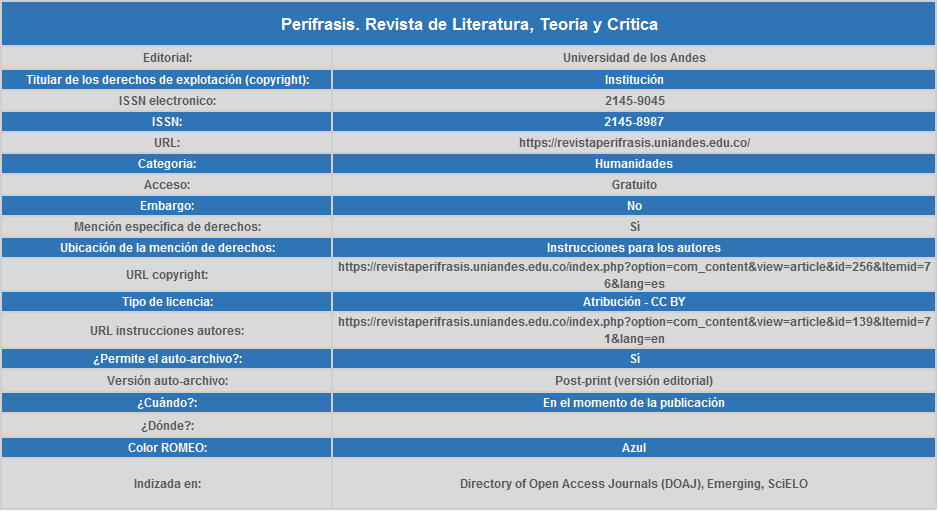 Perífrasis. Revista de Literatura, Teoría y Crítica
Editorial: Universidad de los Andes
Titular de los derechos de explotación (copyright): Institución
ISSN electronico: 2145-9045
ISSN: 2145-8987
URL: https://revistaperifrasis.uniandes.edu.co/
Categoria: Humanidades
Acceso: Gratuito
Embargo: No
Mención específica de derechos: Sí
Ubicación de la mención de derechos: Instrucciones para los autores
URL copyright: https://revistaperifrasis.uniandes.edu.co/index.php?option=com_content&view=article&id=256&Itemid=7
6&lang=es
Tipo de licencia: Atribución - CC BY
URL instrucciones autores: https://revistaperifrasis.uniandes.edu.co/index.php?option=com_content&view=article&id=139&Itemid=7
1&lang=en
¿Permite el auto-archivo?: Sí
Versión auto-archivo: Post-print (versión editorial)
¿Cuándo?: En el momento de la publicación
¿Dónde?:
Color ROMEO: Azul
Indizada en: Directory of Open Access Journals (DOAJ), Emerging, SciELO